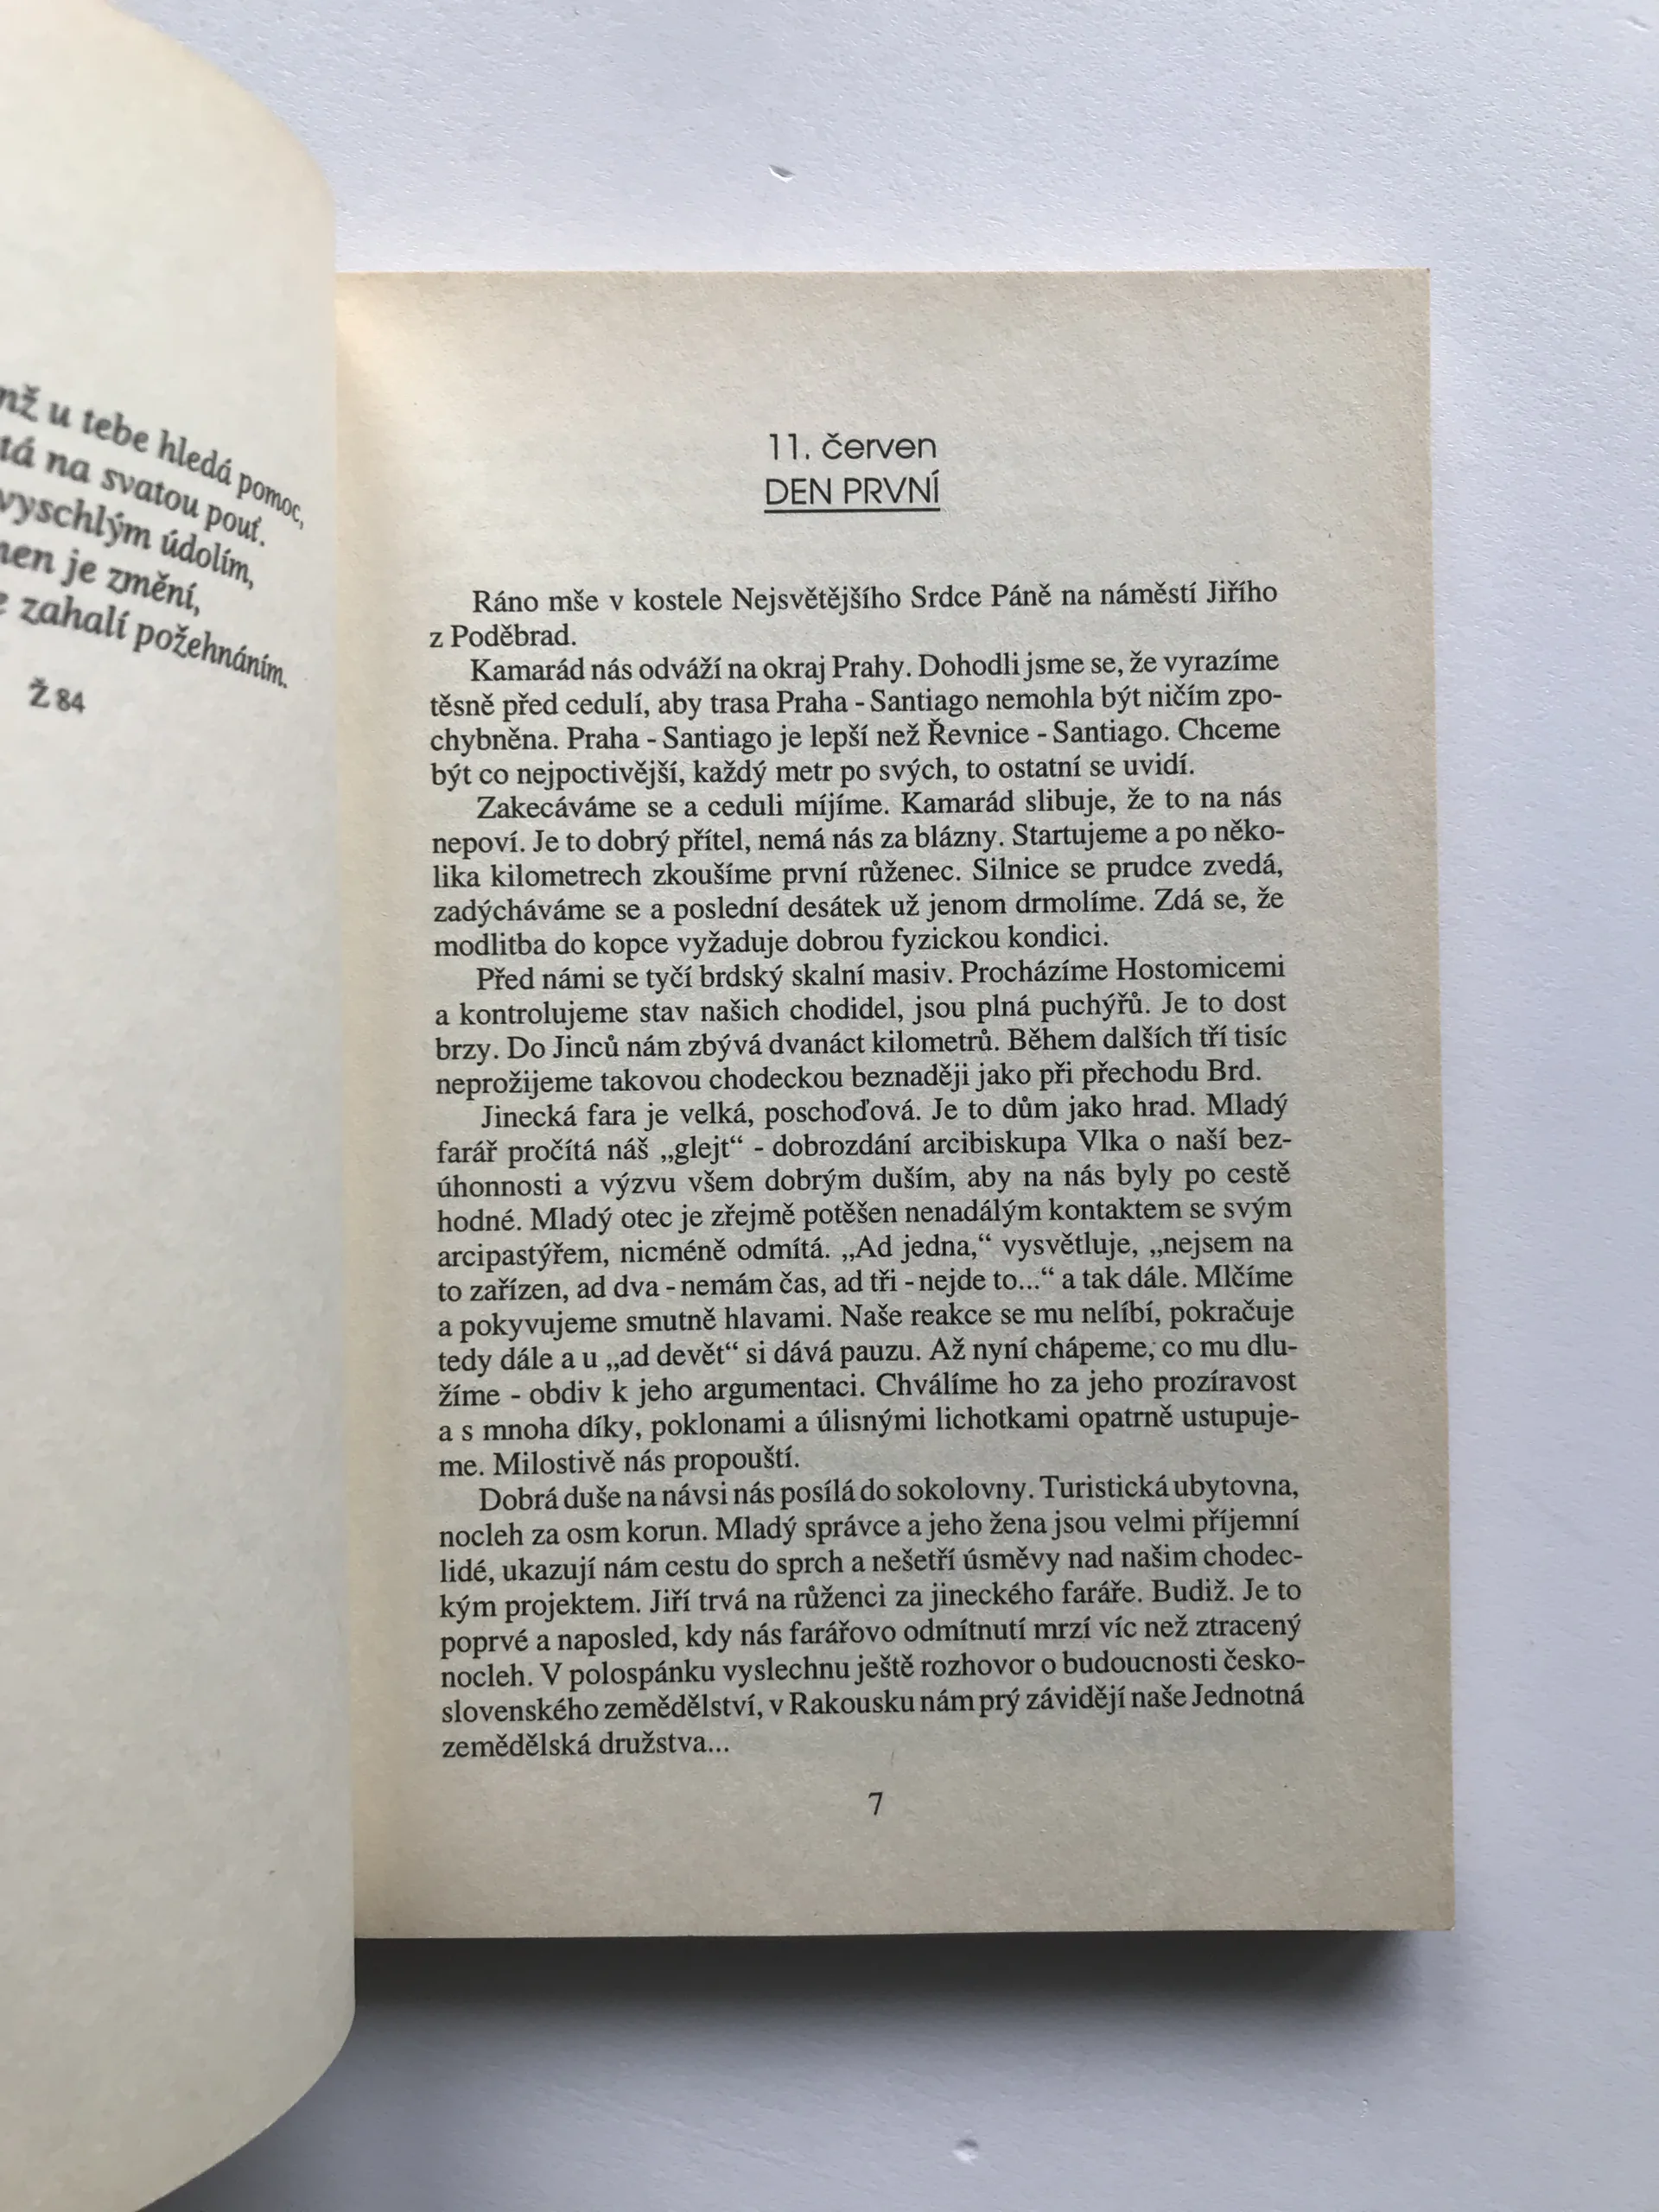 u tebe hledá pomoc,
na svatou pouť.
vyschlým údolím,
je změní,
zahalí požehnáním.
Ž 84
11. červen
DEN PRVNÍ
Ráno mše v kostele Nejsvětějšího Srdce Páně na náměstí Jiřího
z Poděbrad.
Kamarád nás odváží na okraj Prahy. Dohodli jsme se, že vyrazíme
těsně před cedulí, aby trasa Praha - Santiago nemohla být ničím zpo-
chybněna. Praha - Santiago je lepší než Řevnice - Santiago. Chceme
být co nejpoctivější, každý metr po svých, to ostatní se uvidí.
Zakecáváme se a ceduli míjíme. Kamarád slibuje, že to na nás
nepoví. Je to dobrý přítel, nemá nás za blázny. Startujeme a po něko-
lika kilometrech zkoušíme první růženec. Silnice se prudce zvedá,
zadýcháváme se a poslední desátek už jenom drmolíme. Zdá se, že
modlitba do kopce vyžaduje dobrou fyzickou kondici.
Před námi se tyčí brdský skalní masiv. Procházíme Hostomicemi
a kontrolujeme stav našich chodidel, jsou plná puchýřů. Je to dost
brzy. Do Jinců nám zbývá dvanáct kilometrů. Během dalších tří tisíc
neprožijeme takovou chodeckou beznaději jako při přechodu Brd.
Jinecká fara je velká, poschoďová. Je to dům jako hrad. Mladý
farář pročítá náš „glejt“ - dobrozdání arcibiskupa Vlka o naší bez-
úhonnosti a výzvu všem dobrým duším, aby na nás byly po cestě
hodné. Mladý otec je zřejmě potěšen nenadálým kontaktem se svým
arcipastýřem, nicméně odmítá. „Ad jedna,“ vysvětluje, „nejsem na
to zařízen, ad dva - nemám čas, ad tři - nejde to...“ a tak dále. Mlčíme
a pokyvujeme smutně hlavami. Naše reakce se mu nelíbí, pokračuje
tedy dále a u „ad devět“ si dává pauzu. Až nyní chápeme, co mu dlu-
žíme - obdiv k jeho argumentaci. Chválíme ho za jeho prozíravost
a s mnoha díky, poklonami a úlisnými lichotkami opatrně ustupuje-
me. Milostivě nás propouští.
Dobrá duše na návsi nás posílá do sokolovny. Turistická ubytovna,
nocleh za osm korun. Mladý správce a jeho žena jsou velmi příjemní
lidé, ukazují nám cestu do sprch a nešetří úsměvy nad našim chodec-
kým projektem. Jiří trvá na růženci za jineckého faráře. Budiž. Je to
poprvé a naposled, kdy nás farářovo odmítnutí mrzí víc než ztracený
nocleh. V polospánku vyslechnu ještě rozhovor o budoucnosti česko-
slovenského zemědělství, v Rakousku nám prý závidějí naše Jednotná
zemědělská družstva...
7